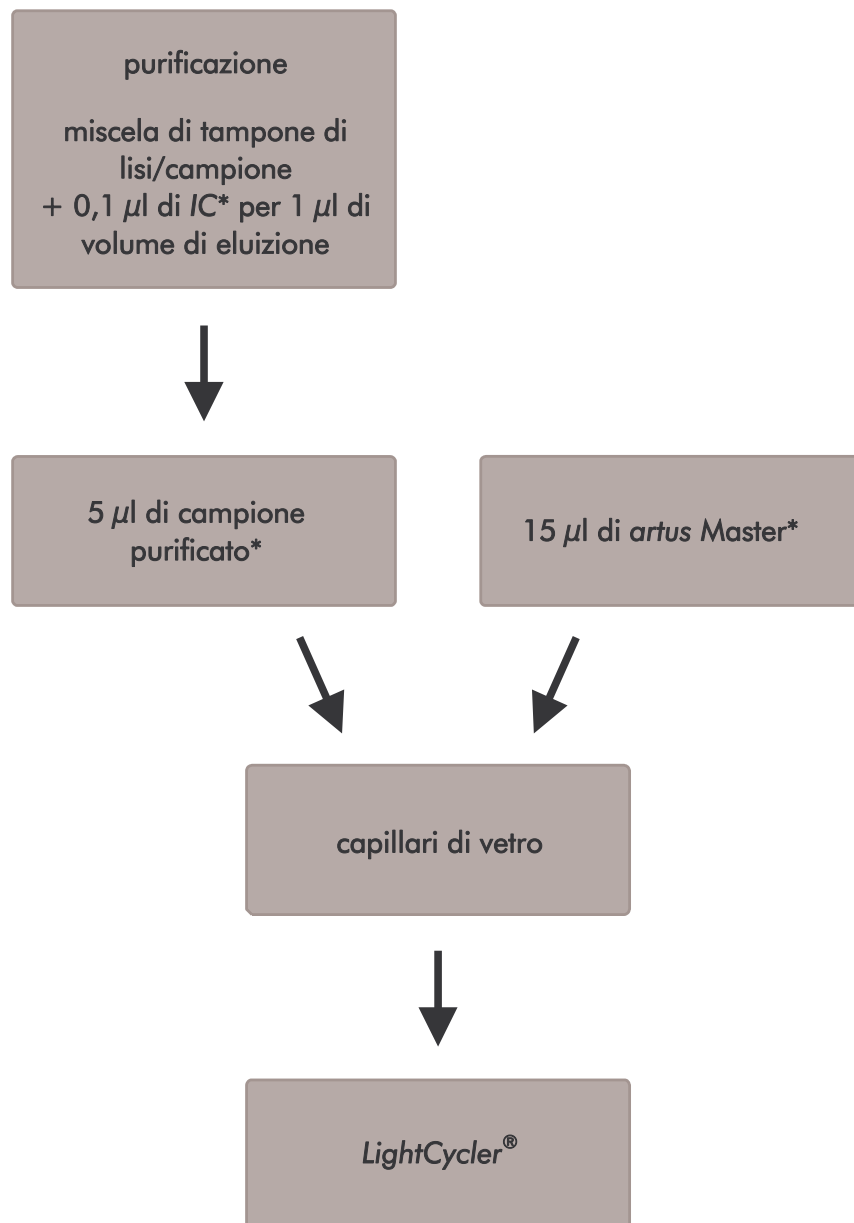 purificazione
miscela di tampone di
lisi/campione
+ 0,1 µl di IC* per 1 µl di
volume di eluizione
5 µl di campione
purificato*
15 µl di artus Master*
capillari di vetro
LightCycler®